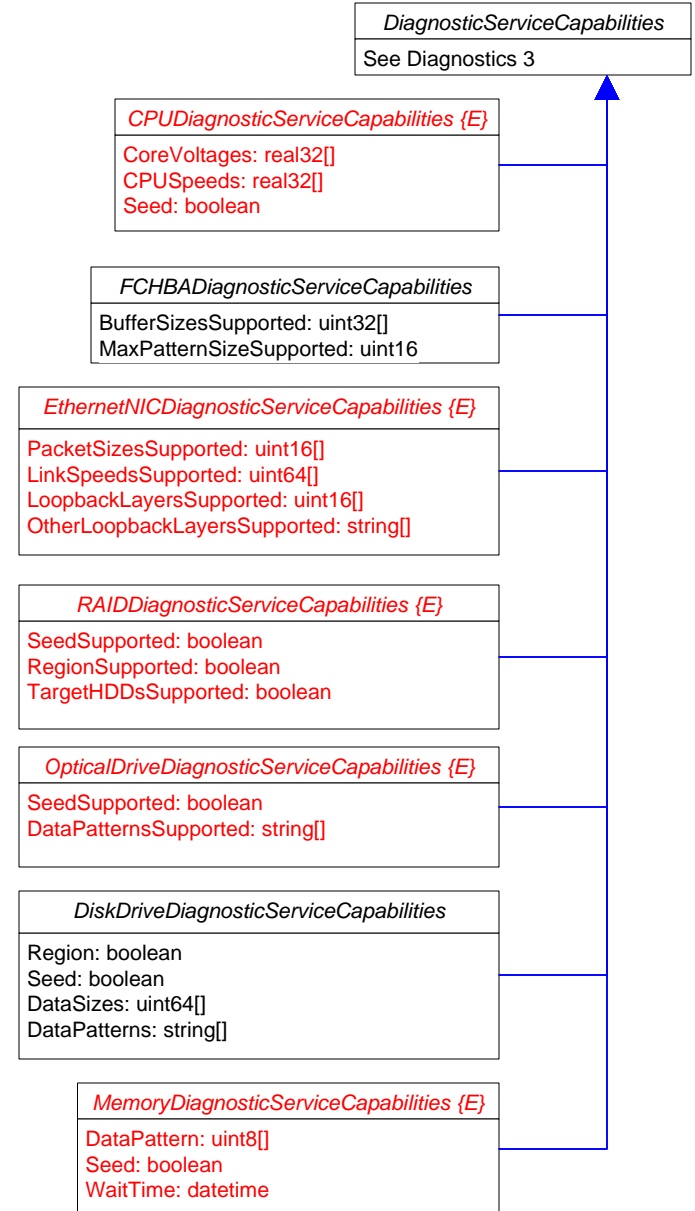 DiagnosticServiceCapabilities
See Diagnostics 3
CPUDiagnosticServiceCapabilities {E}
CoreVoltages: real32[]
CPUSpeeds: real32[]
Seed: boolean
FCHBADiagnosticServiceCapabilities
BufferSizesSupported: uint32[]
MaxPatternSizeSupported: uint16
EthernetNICDiagnosticServiceCapabilities {E}
PacketSizesSupported: uint16[]
LinkSpeedsSupported: uint64[]
LoopbackLayersSupported: uint16[]
OtherLoopbackLayersSupported: string[]
RAIDDiagnosticServiceCapabilities {E}
SeedSupported: boolean
RegionSupported: boolean
TargetHDDsSupported: boolean
OpticalDriveDiagnosticServiceCapabilities {E}
SeedSupported: boolean
DataPatternsSupported: string[]
DiskDriveDiagnosticServiceCapabilities
Region: boolean
Seed: boolean
DataSizes: uint64[]
DataPatterns: string[]
MemoryDiagnosticServiceCapabilities {E}
DataPattern: uint8[]
Seed: boolean
WaitTime: datetime